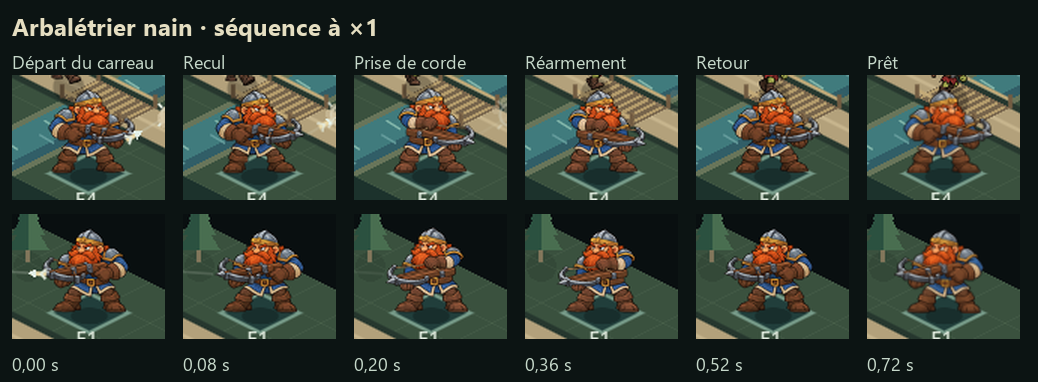 Arbalétrier nain · séquence à ×1
Départ du carreau Recul Prise de corde Réarmement Retour Prêt
0,00 s 0,08 s 0,20 s 0,36 s 0,52 s 0,72 s